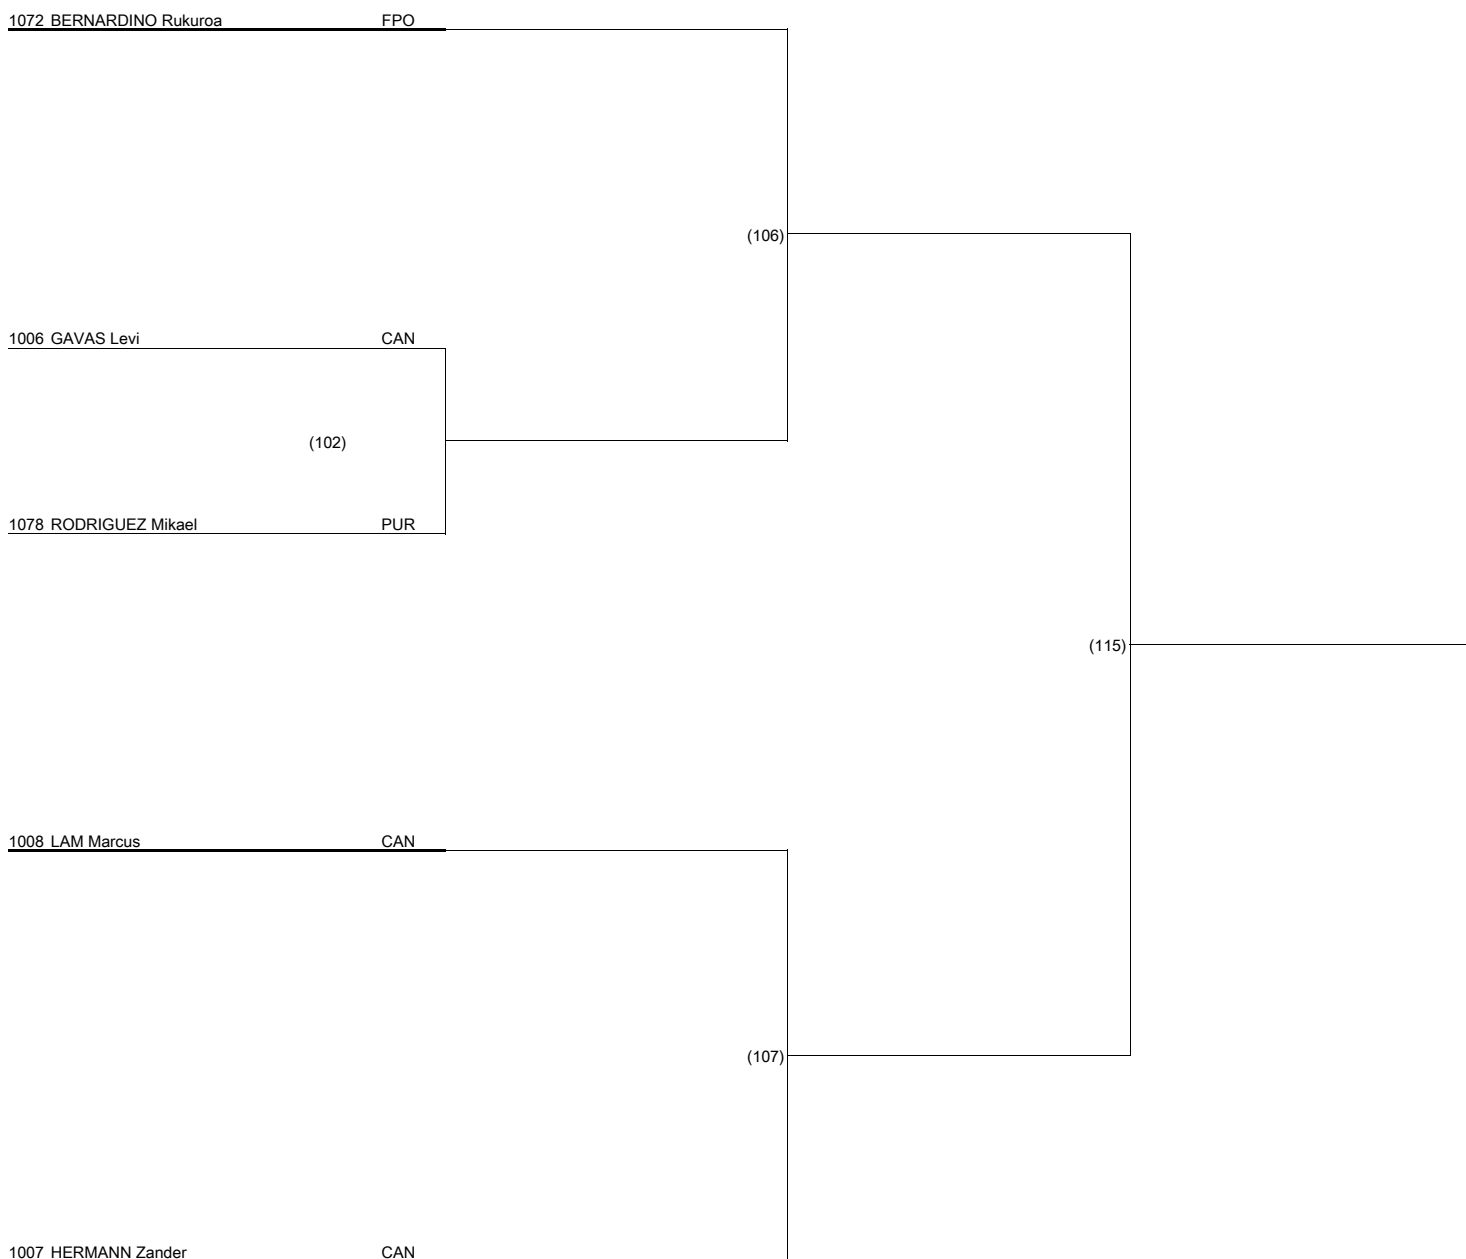 1072 BERNARDINO Rukuroa FPO
(106)
1006 GAVAS Levi CAN
(102)
1078 RODRIGUEZ Mikael PUR
(115)
1008 LAM Marcus CAN
(107)
1007 HERMANN Zander CAN